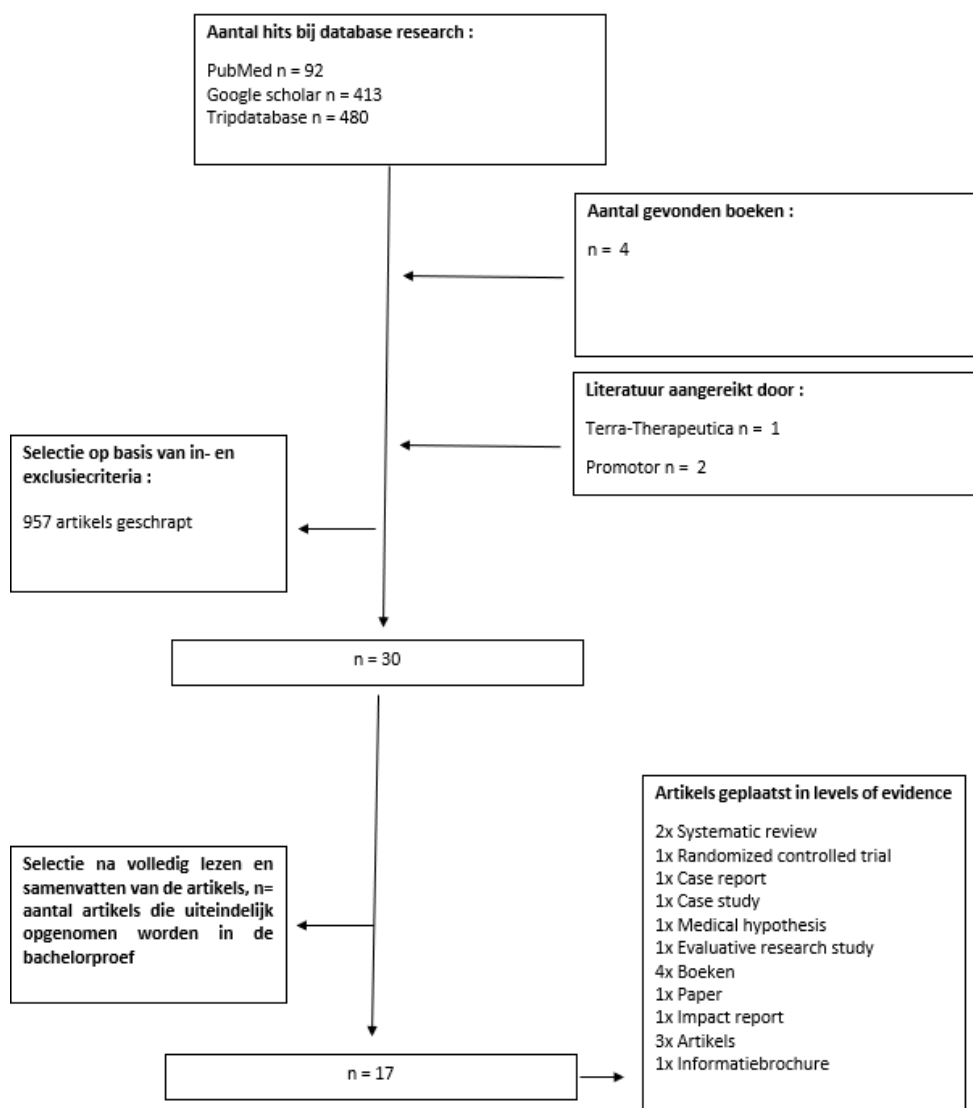 Aantal hits bij database research :
PubMed n = 92
Google scholar n = 413
Tripdatabase n = 480
Aantal gevonden boeken :
n = 4
Literatuur aangereikt door :
Terra-Therapeutica n = 1
Promotor n = 2
Selectie op basis van in- en
exclusiecriteria :
957 artikels geschrapt
n = 30
Selectie na volledig lezen en
samenvatten van de artikels, n=
aantal artikels die uiteindelijk
opgenomen worden in de
bachelorproef
Artikels geplaatst in levels of evidence
2x Systematic review
1x Randomized controlled trial
1x Case report
1x Case study
1x Medical hypothesis
1x Evaluative research study
4x Boeken
1x Paper
1x Impact report
3x Artikels
1x Informatiebrochure
n = 17